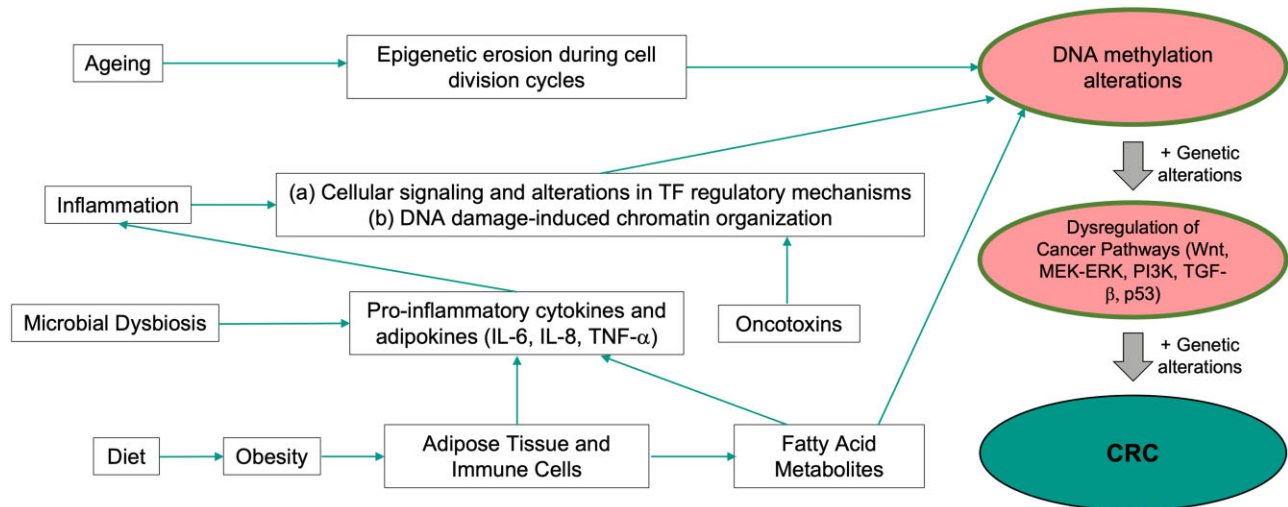 Ageing
Epigenetic erosion during cell
division cycles
DNA methylation
alterations
+ Genetic
alterations
Inflammation
(a) Cellular signaling and alterations in TF regulatory mechanisms
(b) DNA damage-induced chromatin organization
Dysregulation of
Cancer Pathways (Wnt,
MEK-ERK, PI3K, TGF-
β, p53)
Microbial Dysbiosis
Pro-inflammatory cytokines and
adipokines (IL-6, IL-8, TNF-α)
Oncotoxins
+ Genetic
alterations
Diet
Obesity
Adipose Tissue and
Immune Cells
Fatty Acid
Metabolites
CRC